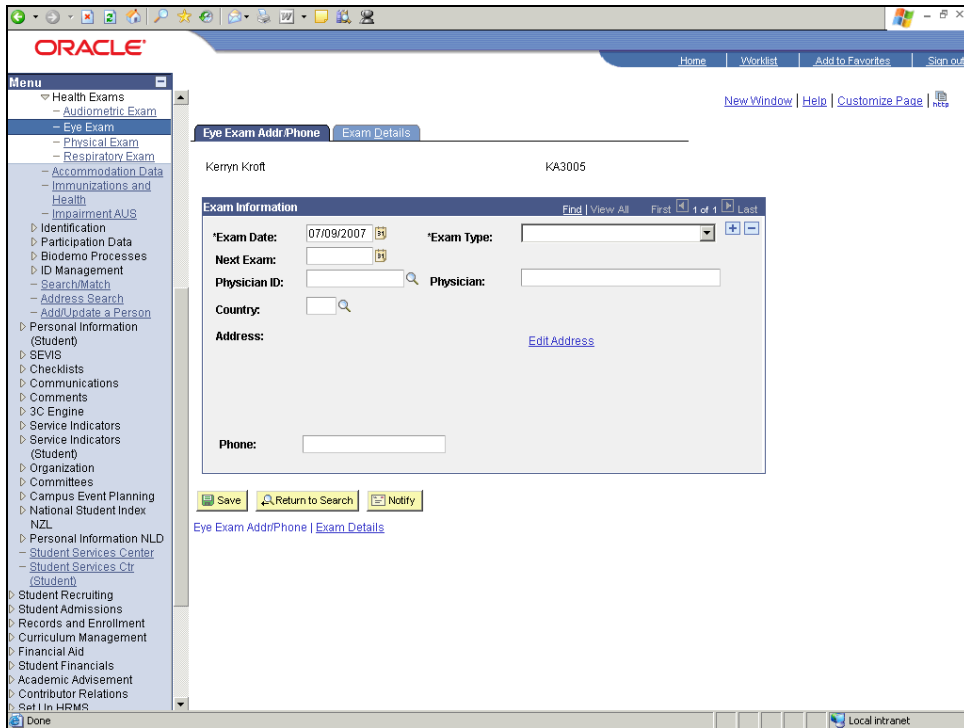 ORACLE'
Home | Worklist | Add to Favorites | Sign out
Menu
Health Exams
Audiometric Exam
Eye Exam
Physical Exam
Respiratory Exam
Accommodation Data
Immunizations and
Health
Impairment AUS
Identification
Participation Data
Biodemo Processes
ID Management
Search/Match
Address Search
Add/Update a Person
Personal Information
(Student)
SEVIS
Checklists
Communications
Comments
3C Engine
Service Indicators
Service Indicators
(Student)
Organization
Committees
Campus Event Planning
National Student Index
NZL
Personal Information NLD
Student Services Center
Student Services Ctr
(Student)
Student Recruiting
Student Admissions
Records and Enrollment
Curriculum Management
Financial Aid
Student Financials
Academic Advisement
Contributor Relations
Set Up HRMS
New Window | Help | Customize Page | http
Eye Exam Addr/Phone Exam Details
Kerryn Kroft KA3005
Exam Information Find | View All First 1 of 1 Last
*Exam Date: 07/09/2007 31 *Exam Type:
Next Exam: 31
Physician ID: Physician:
Country:
Address: Edit Address
Phone:
Save Return to Search Notify
Eye Exam Addr/Phone | Exam Details
Done Local intranet